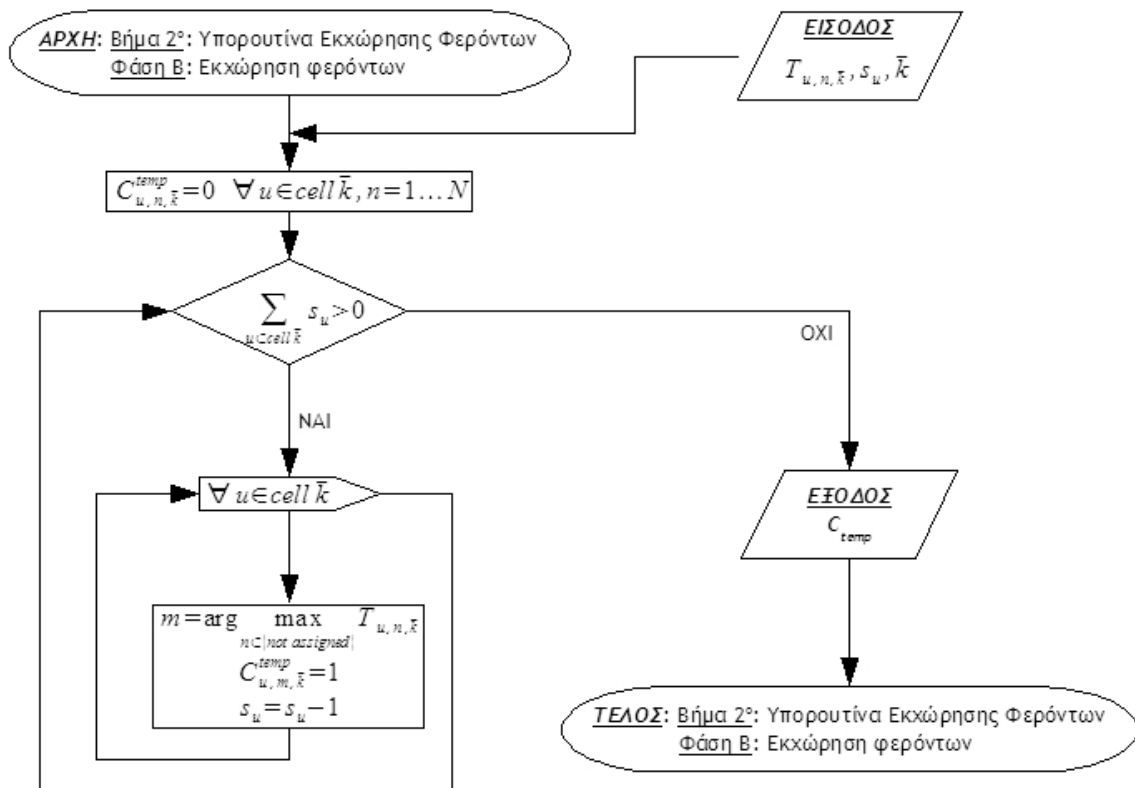 ΑΡΧΗ: Βήμα 2º: Υπορουτίνα Εκχώρησης Φερόντων
Φάση Β: Εκχώρηση φερόντων
ΕΙΣΟΔΟΣ
T_{u,n,k̄}, s_u, k̄
C^{temp}_{u,n,k̄}=0 ∀ u∈cell k̄, n=1…N
∑_{u⊂cell k̄} s_u>0
ΟΧΙ
ΝΑΙ
∀ u∈cell k̄
ΕΞΟΔΟΣ
C_{temp}
m=arg max_{n⊂|not assigned|} T_{u,n,k̄}
C^{temp}_{u,m,k̄}=1
s_u=s_u−1
ΤΕΛΟΣ: Βήμα 2º: Υπορουτίνα Εκχώρησης Φερόντων
Φάση Β: Εκχώρηση φερόντων